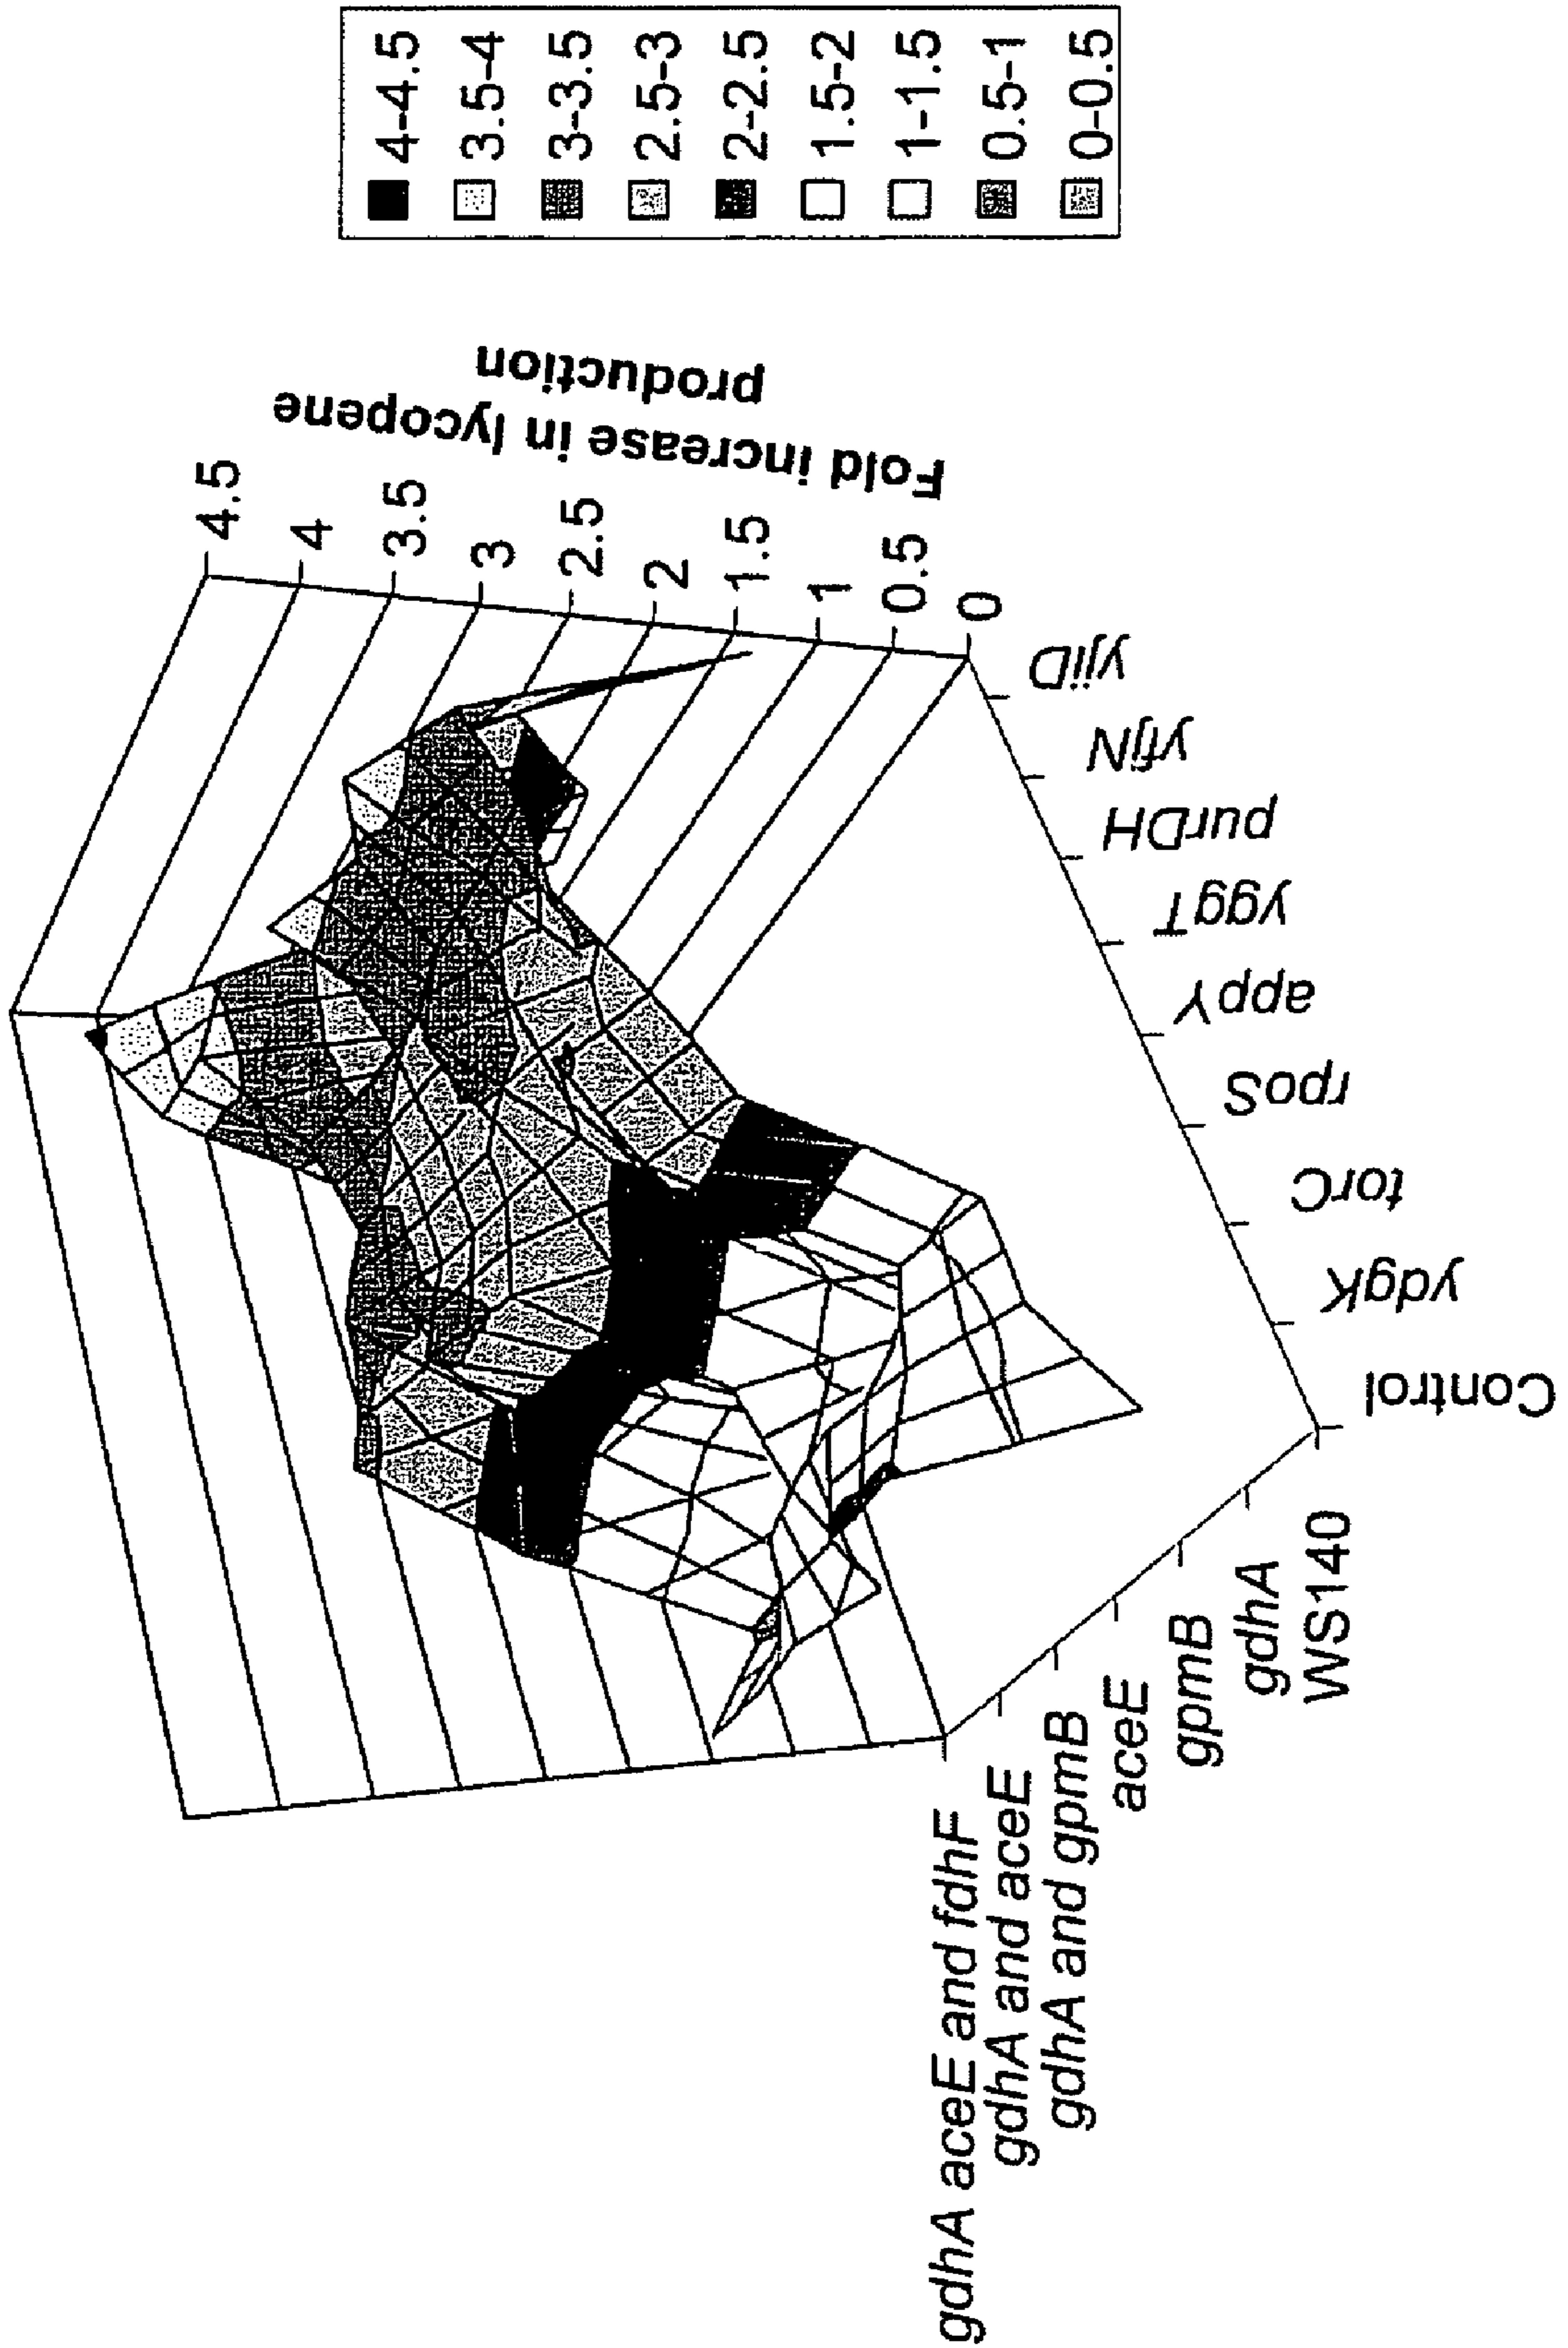 4-4.5
3.5-4
3-3.5
2.5-3
2-2.5
1.5-2
1-1.5
0.5-1
0-0.5
Fold increase in lycopene
production
4.5
4
3.5
3
2.5
2
1.5
1
0.5
0
yjiD
yfjN
purDH
yggT
appY
rpoS
torC
ydgK
Control
WS140
gdhA
gpmB
aceE
gdhA and gpmB
gdhA and aceE
gdhA aceE and fdhF